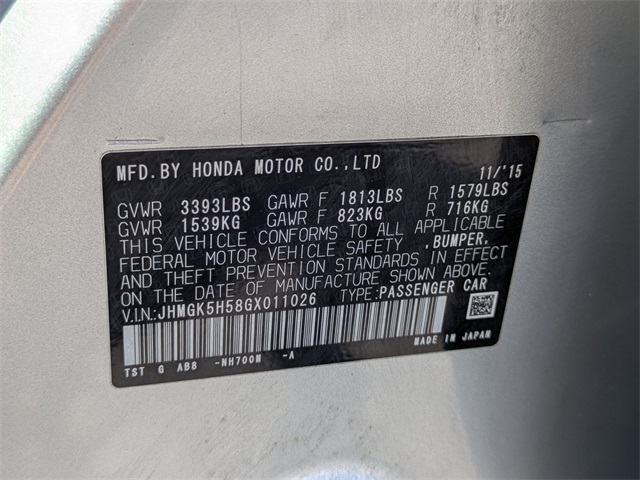 MFD.BY HONDA MOTOR CO.,LTD 11/'15
GVWR 3393LBS GAWR F 1813LBS R 1579LBS
GVWR 1539KG GAWR F 823KG R 716KG
THIS VEHICLE CONFORMS TO ALL APPLICABLE
FEDERAL MOTOR VEHICLE SAFETY ,BUMPER,
AND THEFT PREVENTION STANDARDS IN EFFECT
ON THE DATE OF MANUFACTURE SHOWN ABOVE.
V.I.N:JHMGK5H58GX011026 TYPE:PASSENGER CAR
TST G AB8 -NH700M -A MADE IN JAPAN